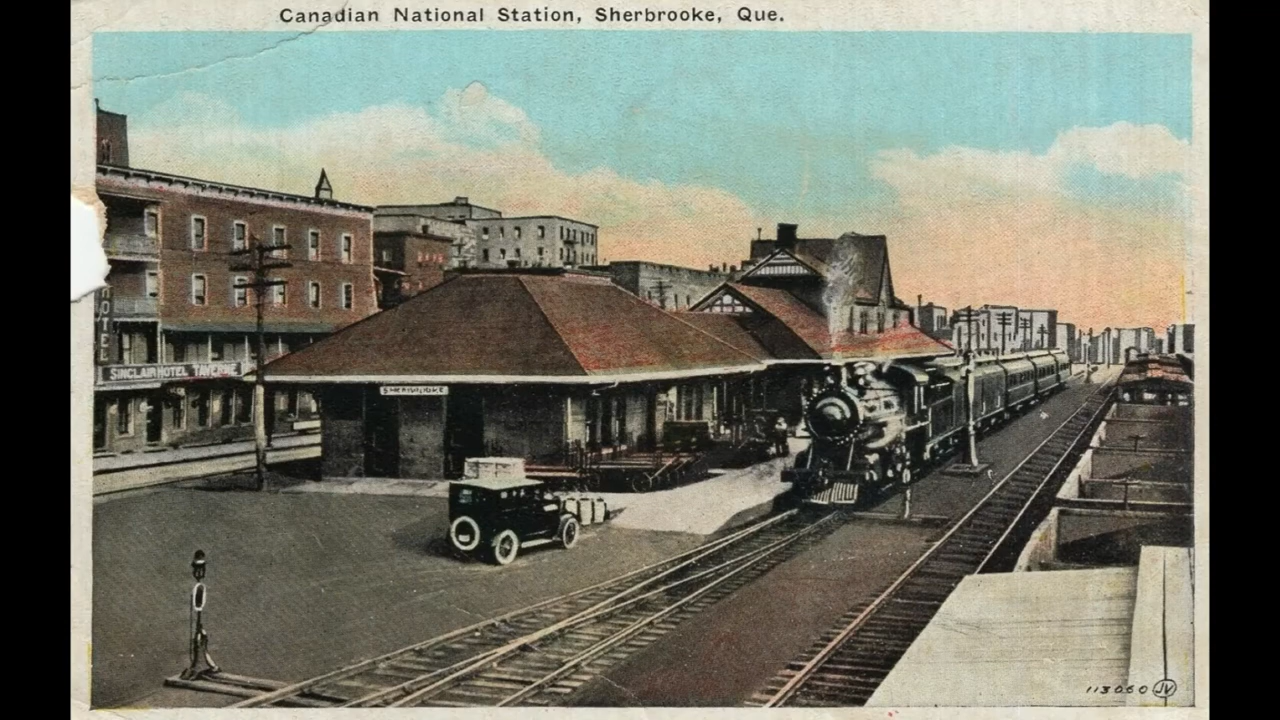 Canadian National Station, Sherbrooke, Que.
HOTEL
SINCLAIR HOTEL TAVERNE
SHERBROOKE
113060 JV